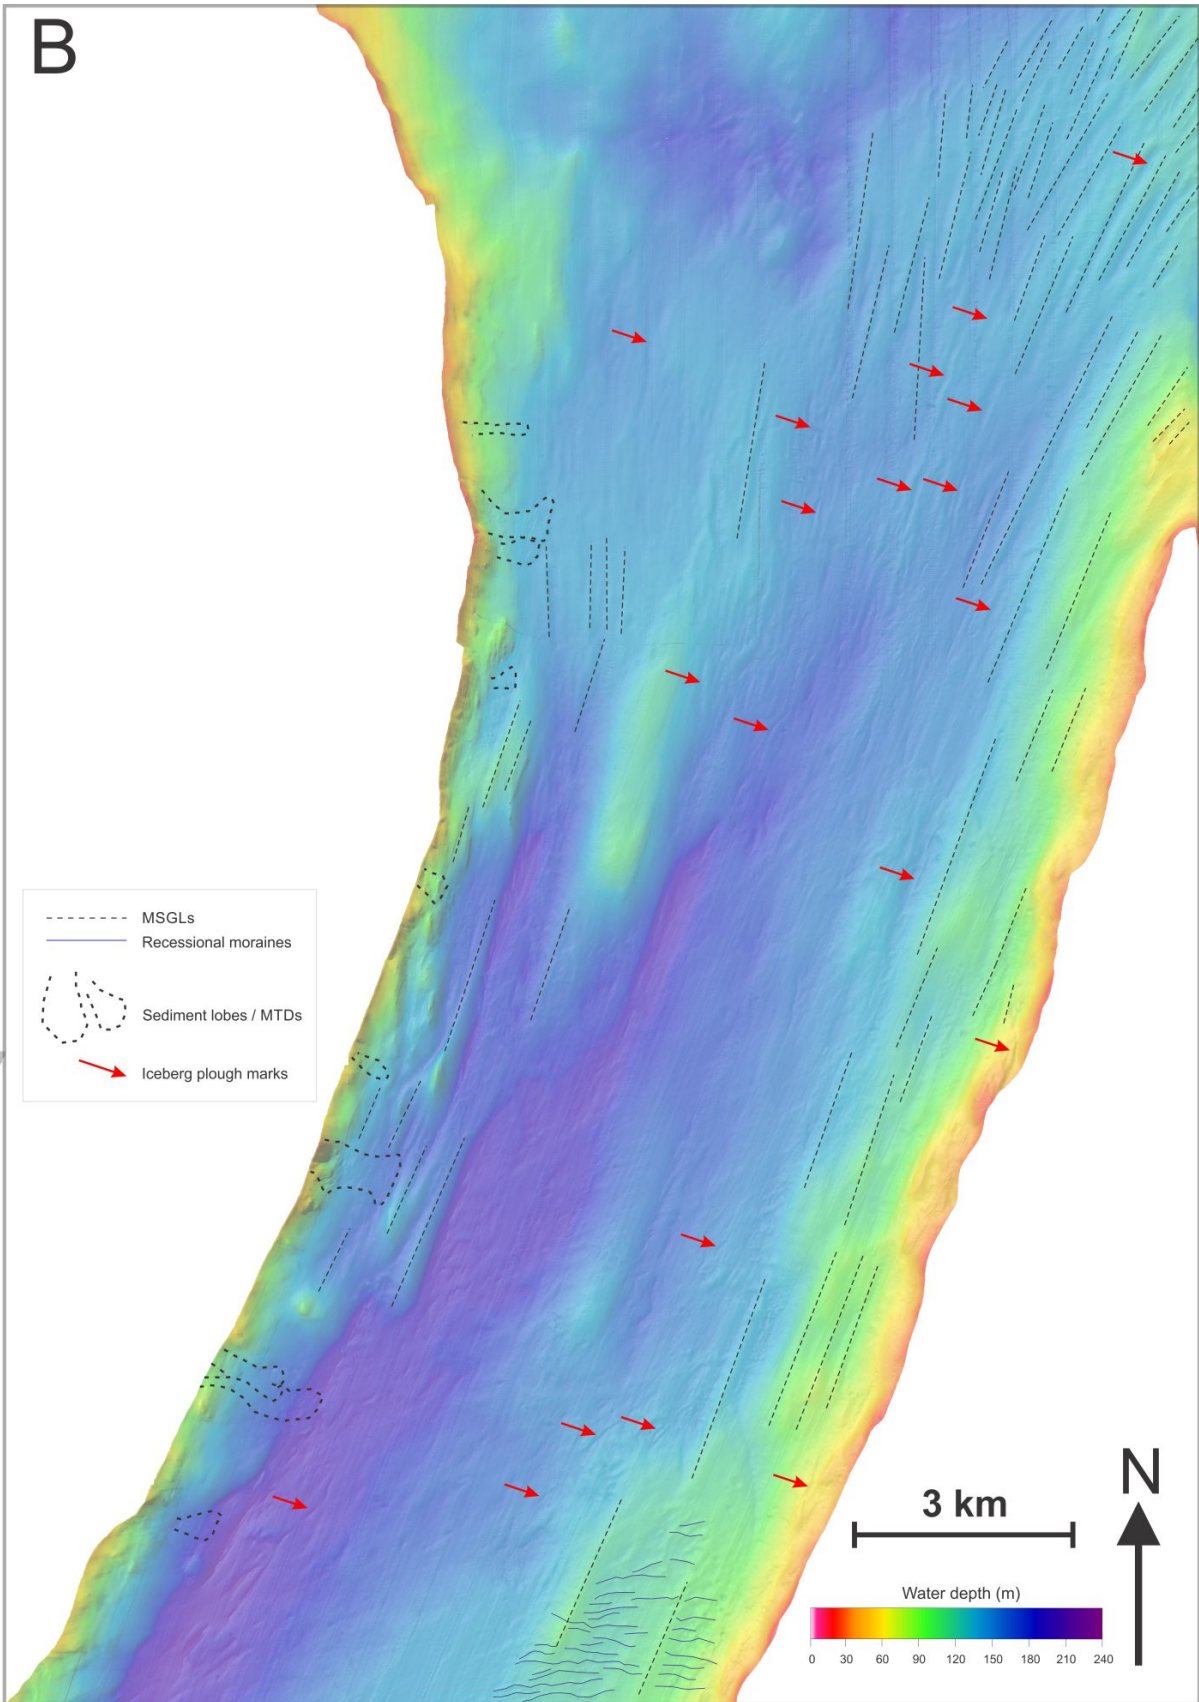 B
MSGLs
Recessional moraines
Sediment lobes / MTDs
Iceberg plough marks
N
3 km
Water depth (m)
0 30 60 90 120 150 180 210 240